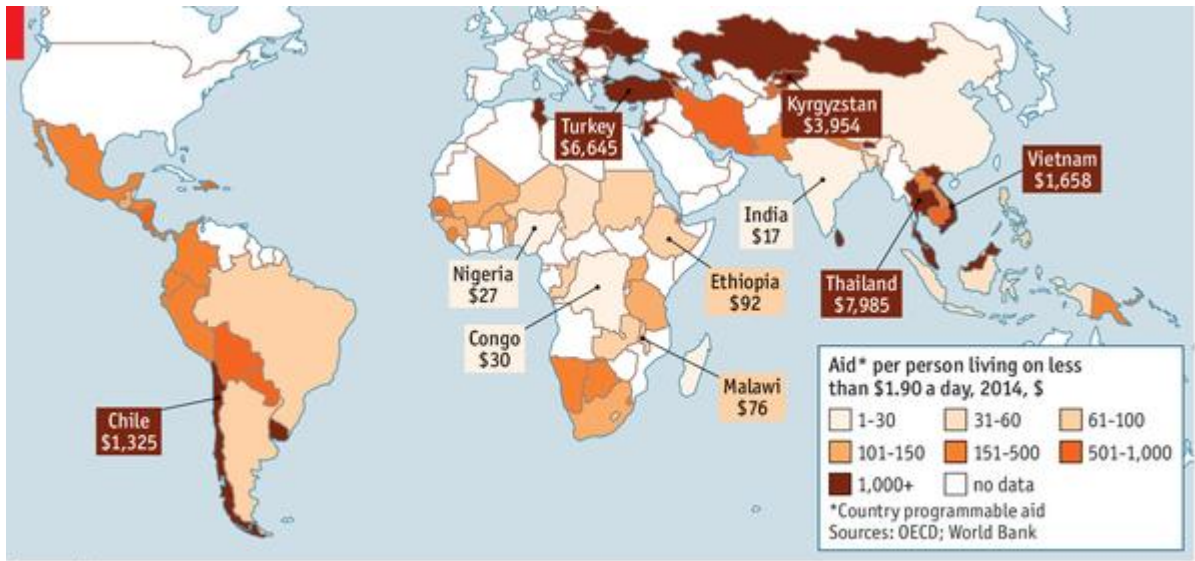 Turkey
$6,645
Kyrgyzstan
$3,954
Vietnam
$1,658
India
$17
Nigeria
$27
Ethiopia
$92
Thailand
$7,985
Congo
$30
Malawi
$76
Chile
$1,325
Aid* per person living on less
than $1.90 a day, 2014, $
1-30
31-60
61-100
101-150
151-500
501-1,000
1,000+
no data
*Country programmable aid
Sources: OECD; World Bank